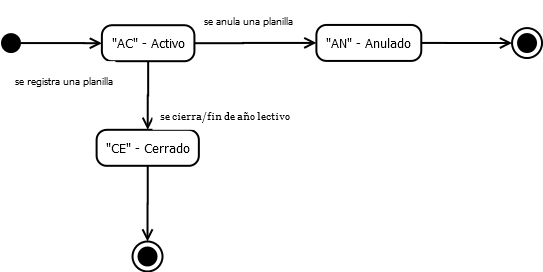 se anula una planilla
"AC" - Activo
"AN" - Anulado
se registra una planilla
se cierra/fin de año lectivo
"CE" - Cerrado